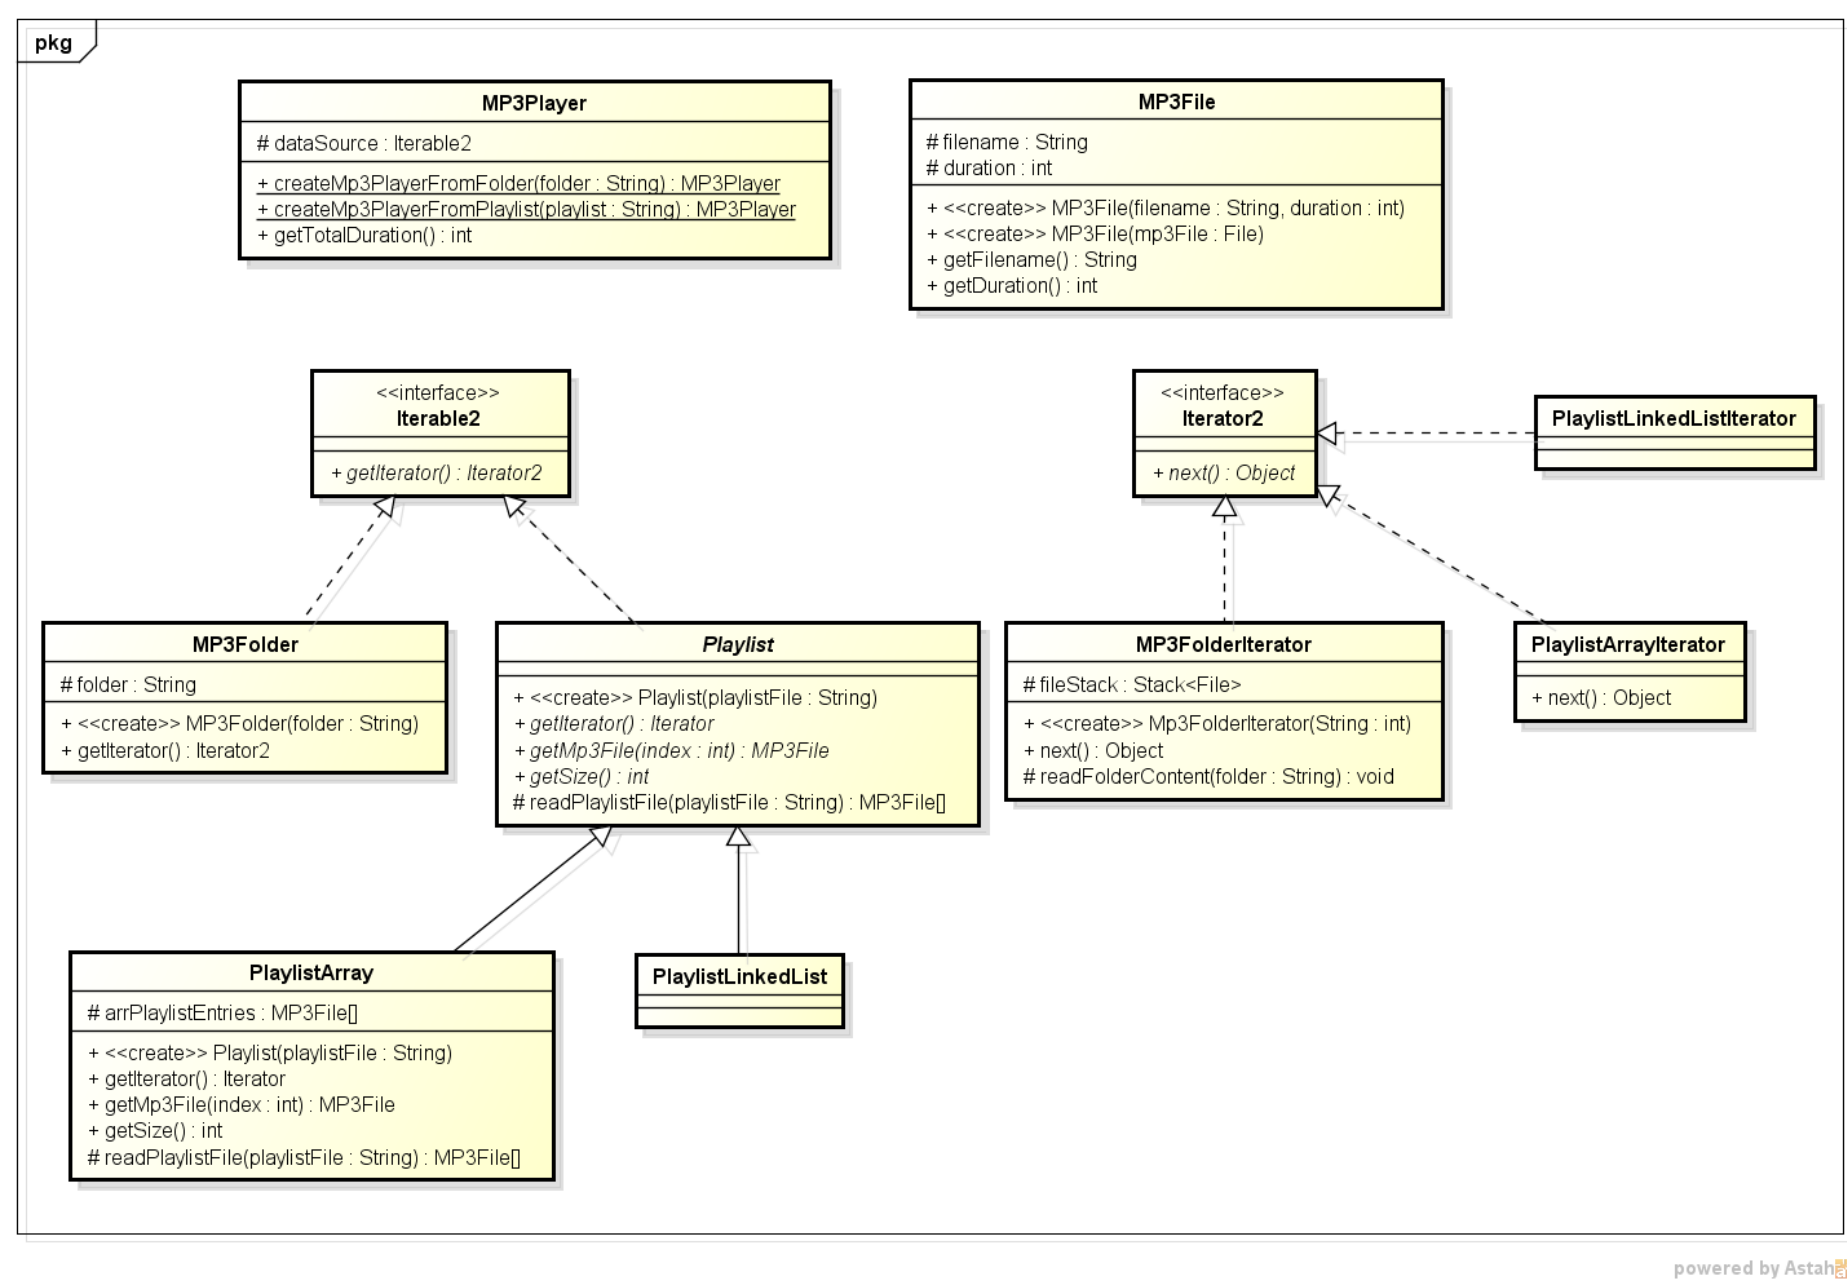 pkg
MP3Player
# dataSource : Iterable2
+ createMp3PlayerFromFolder(folder : String) : MP3Player
+ createMp3PlayerFromPlaylist(playlist : String) : MP3Player
+ getTotalDuration() : int
MP3File
# filename : String
# duration : int
+ <<create>> MP3File(filename : String, duration : int)
+ <<create>> MP3File(mp3File : File)
+ getFilename() : String
+ getDuration() : int
<<interface>>
Iterable2
+ getIterator() : Iterator2
<<interface>>
Iterator2
+ next() : Object
PlaylistLinkedListIterator
MP3Folder
# folder : String
+ <<create>> MP3Folder(folder : String)
+ getIterator() : Iterator2
Playlist
+ <<create>> Playlist(playlistFile : String)
+ getIterator() : Iterator
+ getMp3File(index : int) : MP3File
+ getSize() : int
# readPlaylistFile(playlistFile : String) : MP3File[]
MP3FolderIterator
# fileStack : Stack<File>
+ <<create>> Mp3FolderIterator(String : int)
+ next() : Object
# readFolderContent(folder : String) : void
PlaylistArrayIterator
+ next() : Object
PlaylistArray
# arrPlaylistEntries : MP3File[]
+ <<create>> Playlist(playlistFile : String)
+ getIterator() : Iterator
+ getMp3File(index : int) : MP3File
+ getSize() : int
# readPlaylistFile(playlistFile : String) : MP3File[]
PlaylistLinkedList
powered by Astah